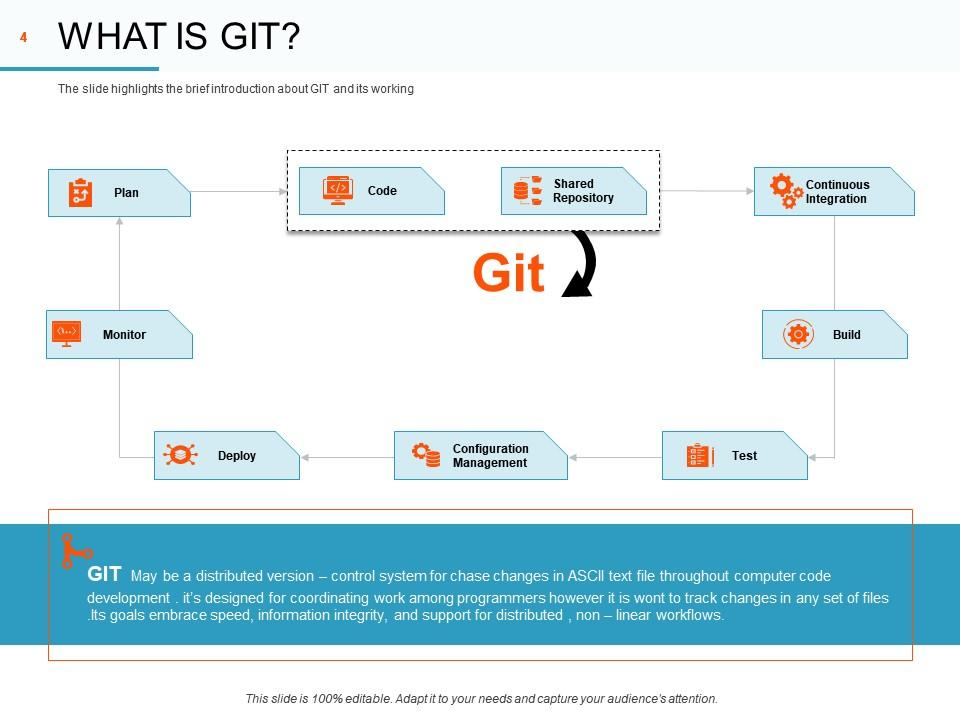 4
WHAT IS GIT?
The slide highlights the brief introduction about GIT and its working
Plan
Code
Shared
Repository
Continuous
Integration
Git
Monitor
Build
Deploy
Configuration
Management
Test
GIT May be a distributed version – control system for chase changes in ASCII text file throughout computer code
development . it’s designed for coordinating work among programmers however it is wont to track changes in any set of files
.Its goals embrace speed, information integrity, and support for distributed , non – linear workflows.
This slide is 100% editable. Adapt it to your needs and capture your audience’s attention.